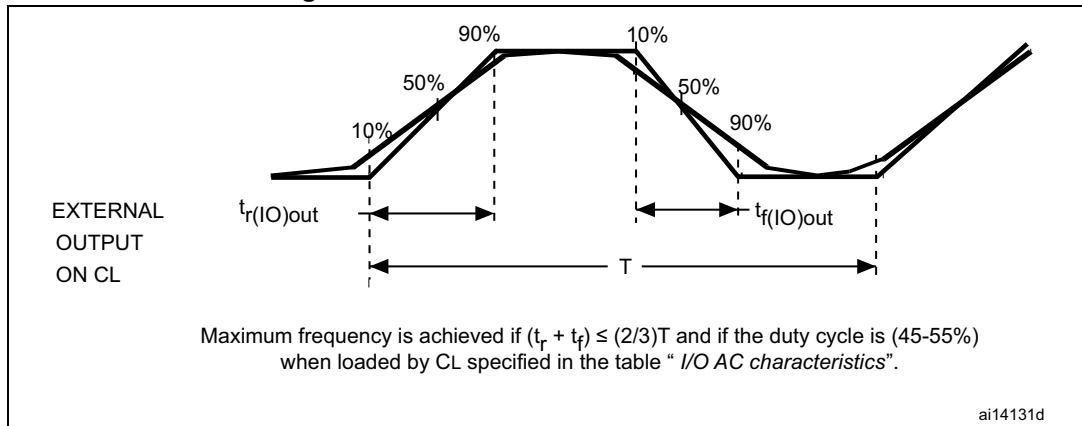 90%
10%
50%
50%
10%
90%
EXTERNAL
OUTPUT
ON CL
tr(IO)out
tf(IO)out
T
Maximum frequency is achieved if (tr + tf) ≤ (2/3)T and if the duty cycle is (45-55%)
when loaded by CL specified in the table “ I/O AC characteristics”.
ai14131d